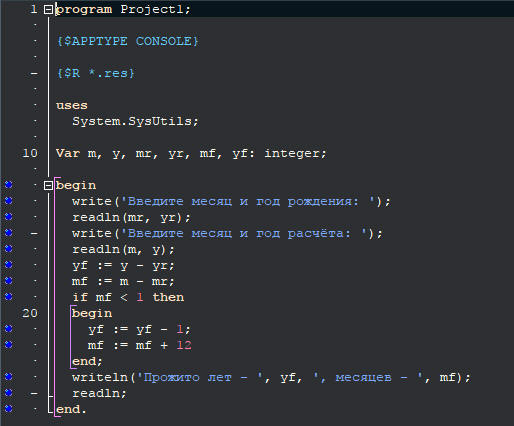 1 program Project1;
{$APPTYPE CONSOLE}
{$R *.res}
uses
System.SysUtils;
10 Var m, y, mr, yr, mf, yf: integer;
begin
write('Введите месяц и год рождения: ');
readln(mr, yr);
write('Введите месяц и год расчёта: ');
readln(m, y);
yf := y - yr;
mf := m - mr;
if mf < 1 then
20 begin
yf := yf - 1;
mf := mf + 12
end;
writeln('Прожито лет - ', yf, ', месяцев - ', mf);
readln;
end.